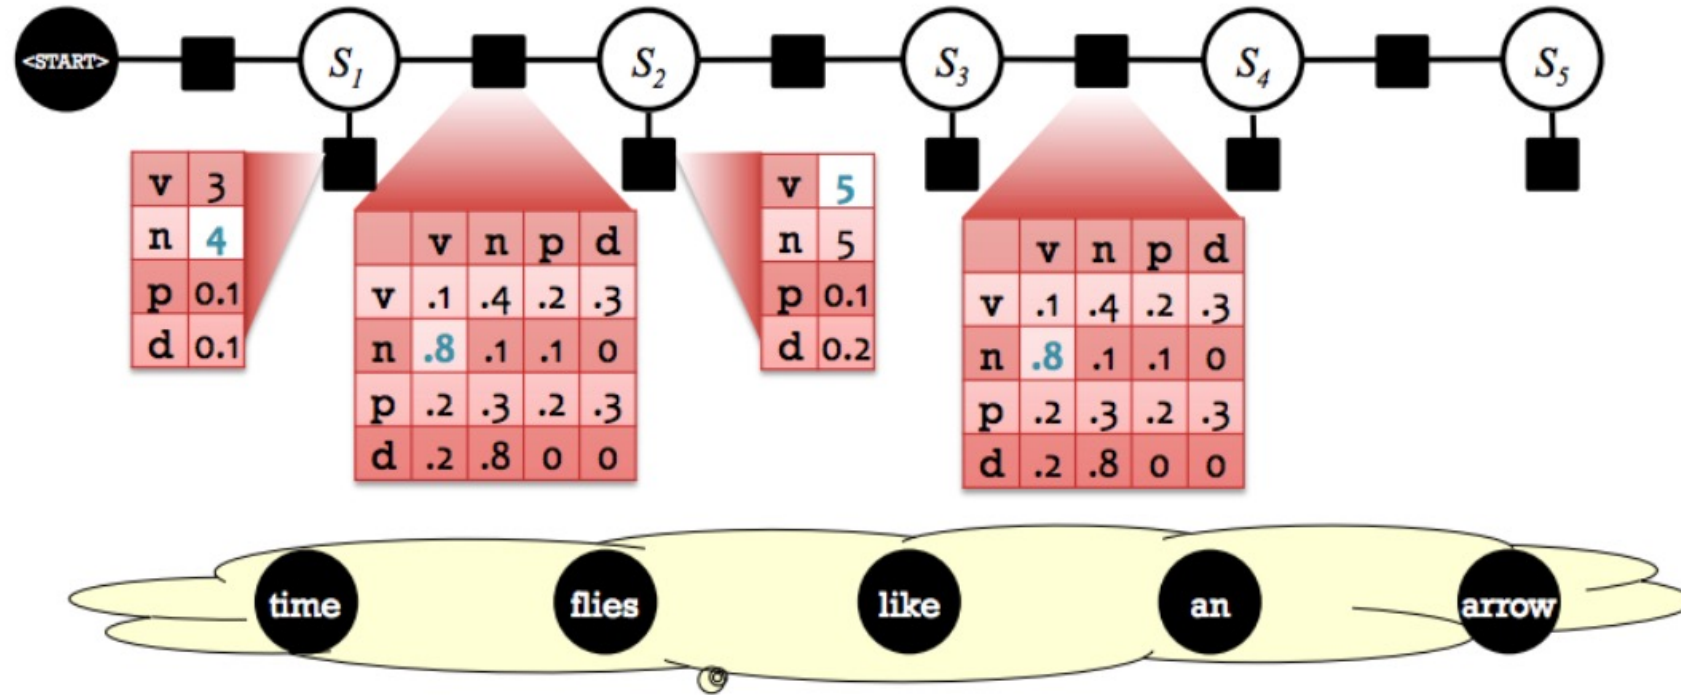 <START> S1 S2 S3 S4 S5
v 3
n 4
p 0.1
d 0.1
v n p d
v .1 .4 .2 .3
n .8 .1 .1 0
p .2 .3 .2 .3
d .2 .8 0 0
v 5
n 5
p 0.1
d 0.2
v n p d
v .1 .4 .2 .3
n .8 .1 .1 0
p .2 .3 .2 .3
d .2 .8 0 0
time flies like an arrow